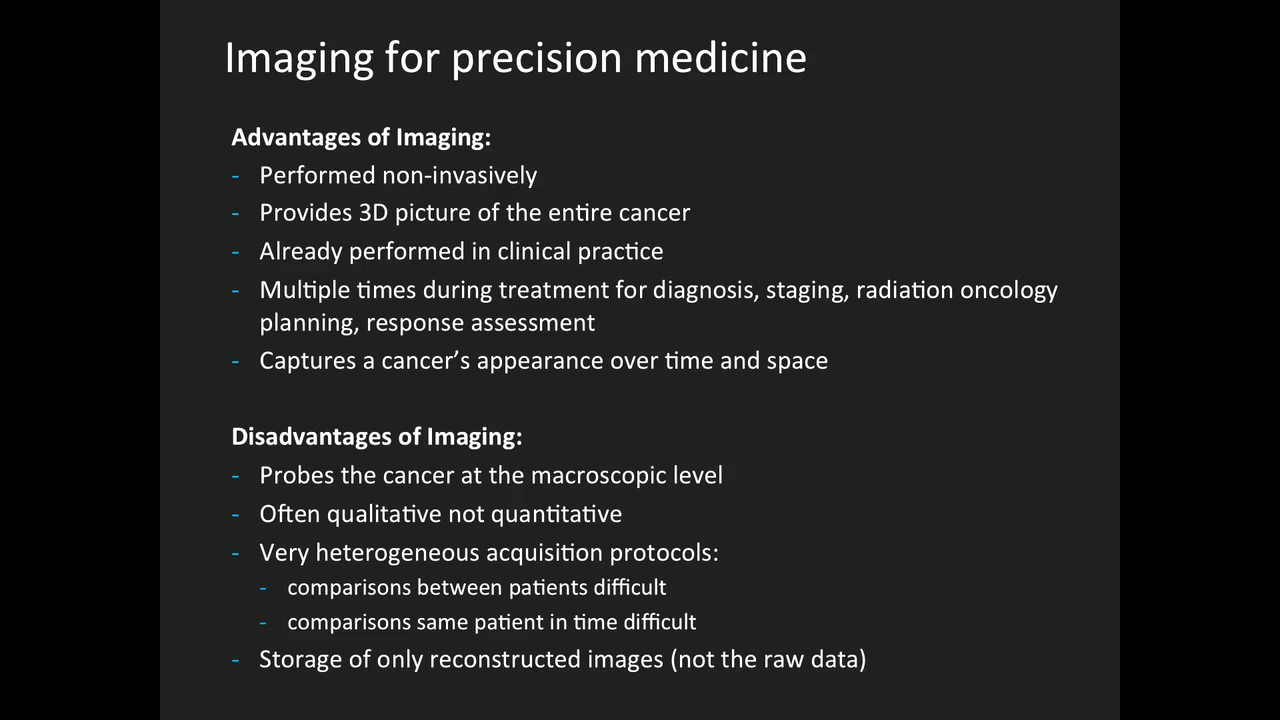 Imaging for precision medicine
Advantages of Imaging:
- Performed non-invasively
- Provides 3D picture of the entire cancer
- Already performed in clinical practice
- Multiple times during treatment for diagnosis, staging, radiation oncology
planning, response assessment
- Captures a cancer’s appearance over time and space
Disadvantages of Imaging:
- Probes the cancer at the macroscopic level
- Often qualitative not quantitative
- Very heterogeneous acquisition protocols:
- comparisons between patients difficult
- comparisons same patient in time difficult
- Storage of only reconstructed images (not the raw data)